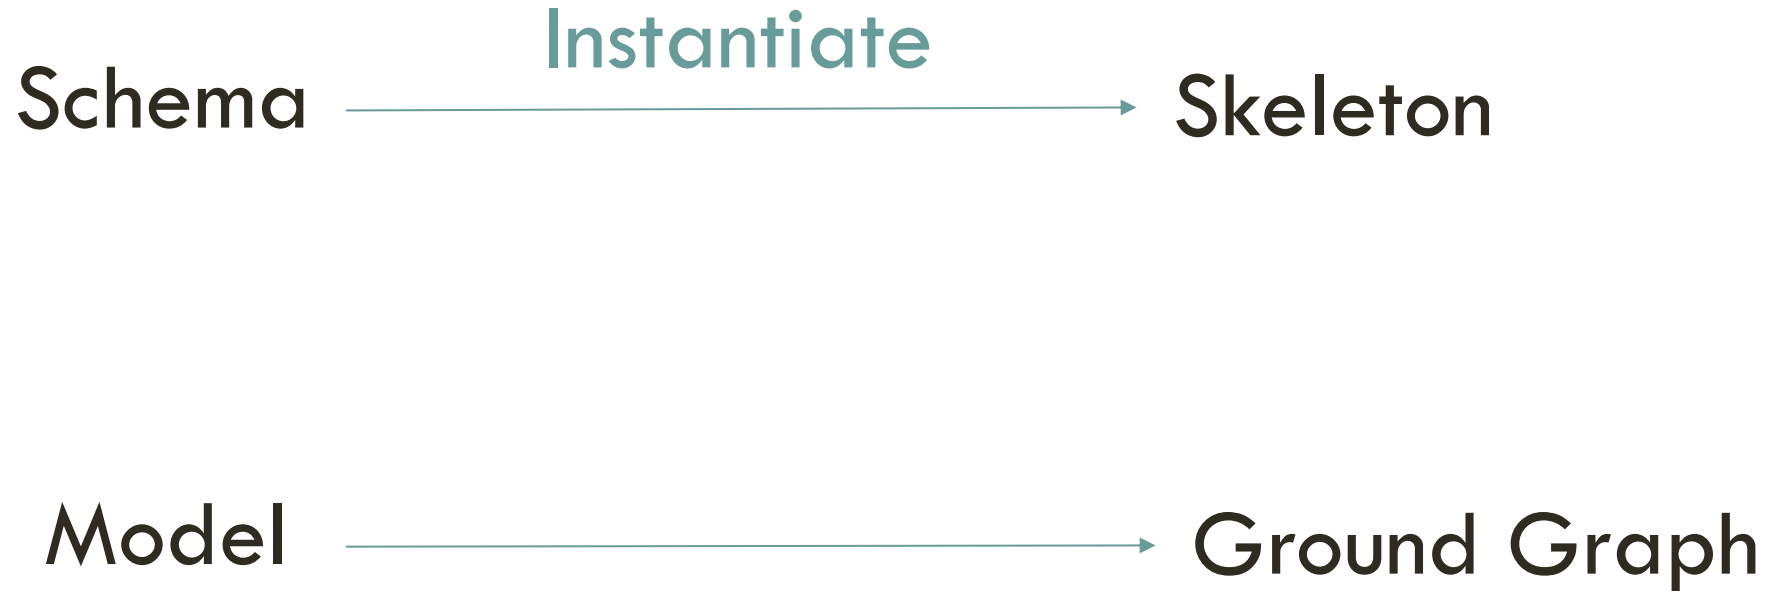 Instantiate
Schema
Skeleton
Model
Ground Graph